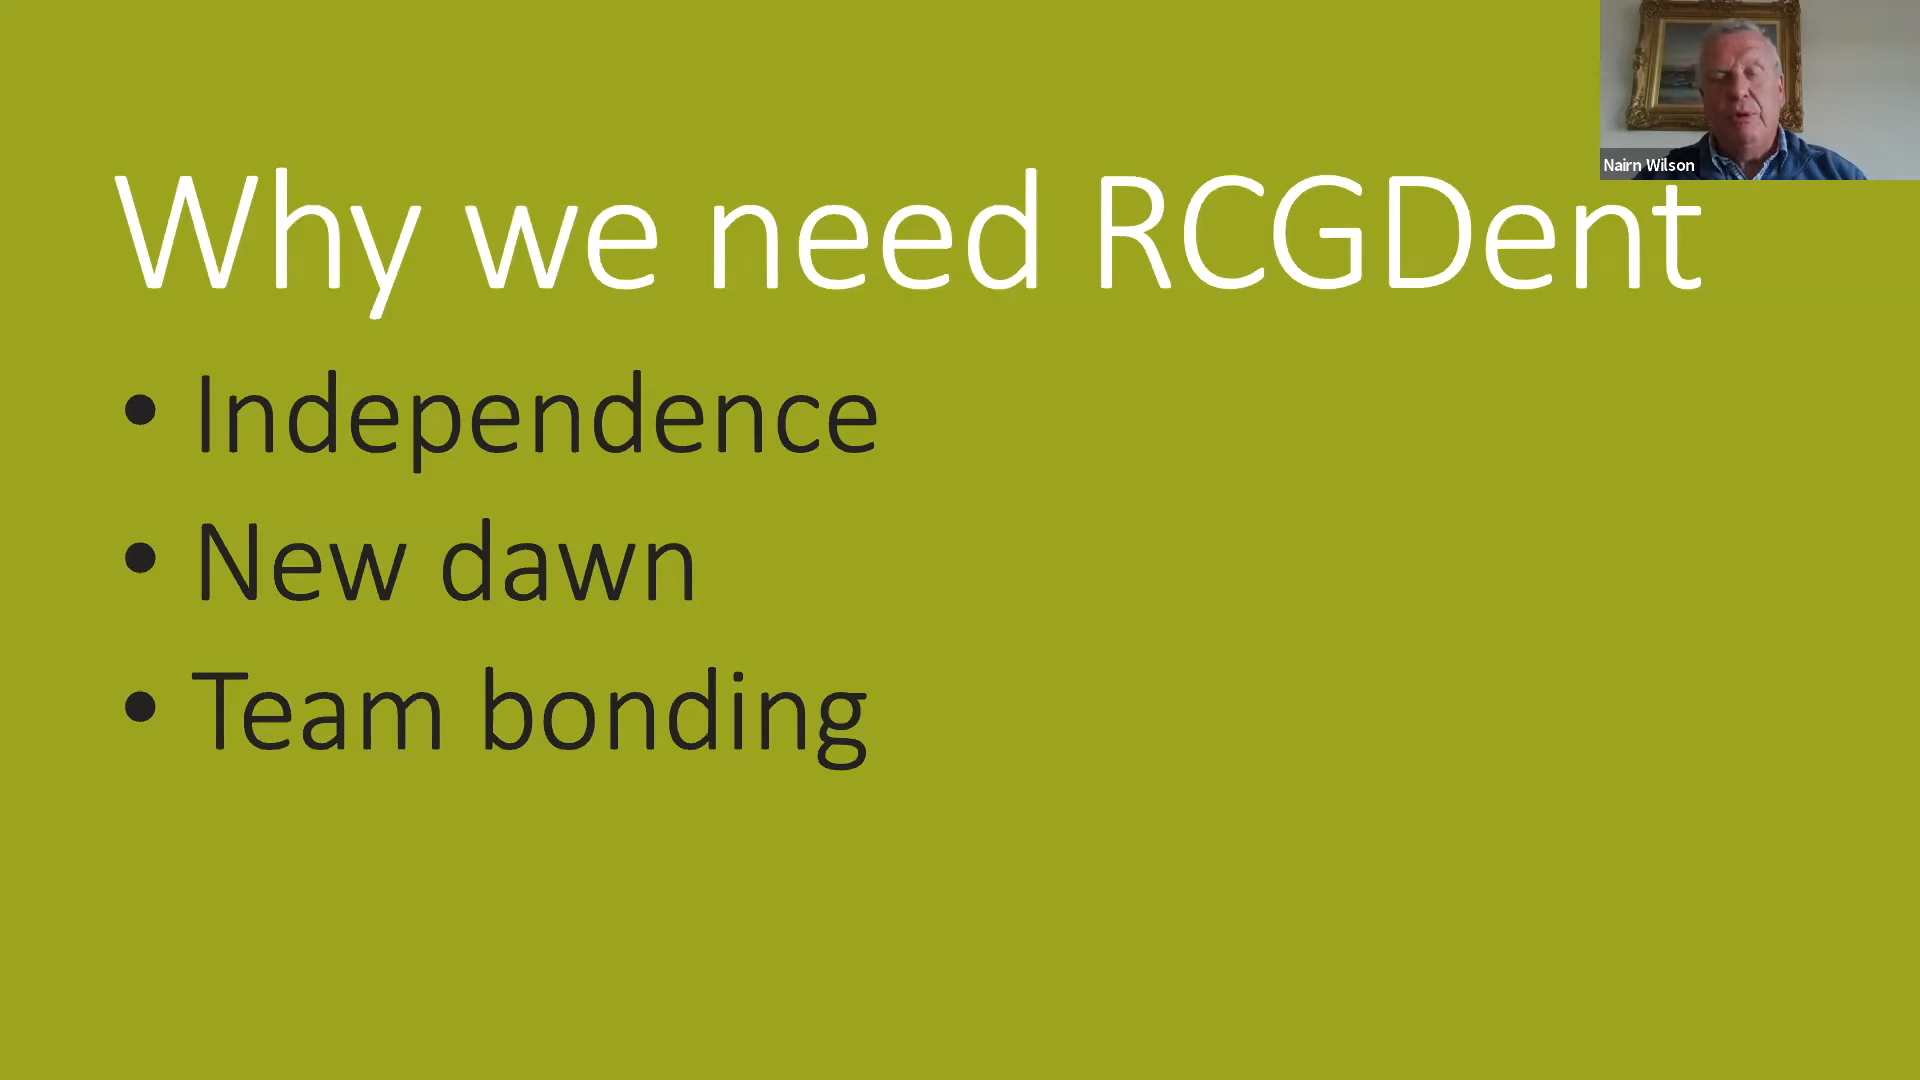 Nairn Wilson
Why we need RCGDent
• Independence
• New dawn
• Team bonding